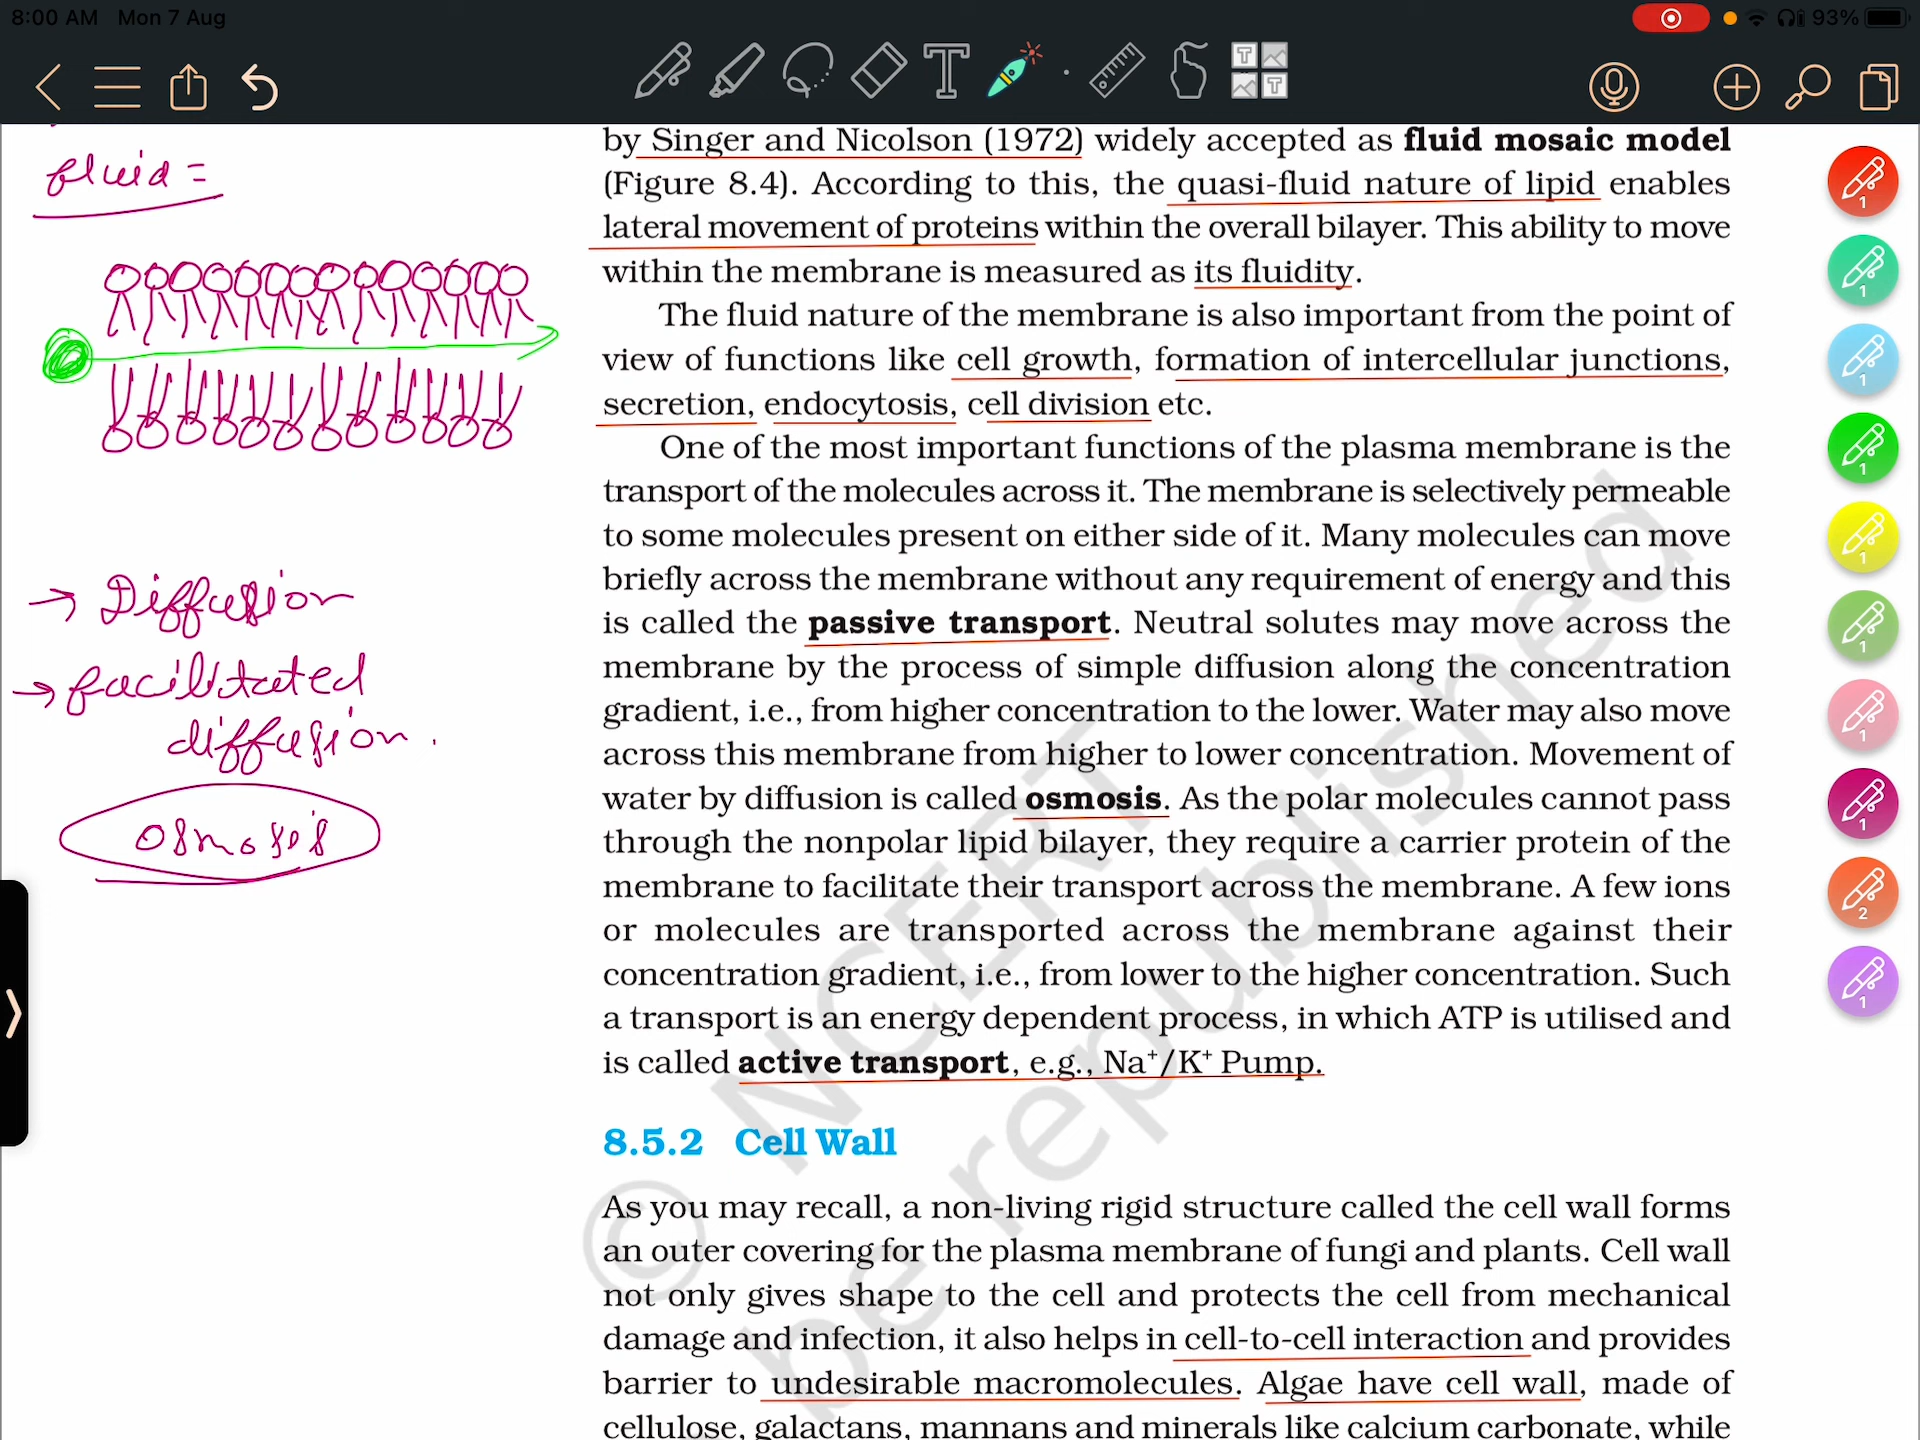 8:00 AM Mon 7 Aug
93%
fluid =
→ Diffusion
→ facilitated
diffusion.
osmosis
by Singer and Nicolson (1972) widely accepted as fluid mosaic model
(Figure 8.4). According to this, the quasi-fluid nature of lipid enables
lateral movement of proteins within the overall bilayer. This ability to move
within the membrane is measured as its fluidity.
The fluid nature of the membrane is also important from the point of
view of functions like cell growth, formation of intercellular junctions,
secretion, endocytosis, cell division etc.
One of the most important functions of the plasma membrane is the
transport of the molecules across it. The membrane is selectively permeable
to some molecules present on either side of it. Many molecules can move
briefly across the membrane without any requirement of energy and this
is called the passive transport. Neutral solutes may move across the
membrane by the process of simple diffusion along the concentration
gradient, i.e., from higher concentration to the lower. Water may also move
across this membrane from higher to lower concentration. Movement of
water by diffusion is called osmosis. As the polar molecules cannot pass
through the nonpolar lipid bilayer, they require a carrier protein of the
membrane to facilitate their transport across the membrane. A few ions
or molecules are transported across the membrane against their
concentration gradient, i.e., from lower to the higher concentration. Such
a transport is an energy dependent process, in which ATP is utilised and
is called active transport, e.g., Na⁺/K⁺ Pump.
8.5.2 Cell Wall
As you may recall, a non-living rigid structure called the cell wall forms
an outer covering for the plasma membrane of fungi and plants. Cell wall
not only gives shape to the cell and protects the cell from mechanical
damage and infection, it also helps in cell-to-cell interaction and provides
barrier to undesirable macromolecules. Algae have cell wall, made of
cellulose, galactans, mannans and minerals like calcium carbonate, while
© NCERT
be republished
1
1
1
1
1
1
1
1
2
1